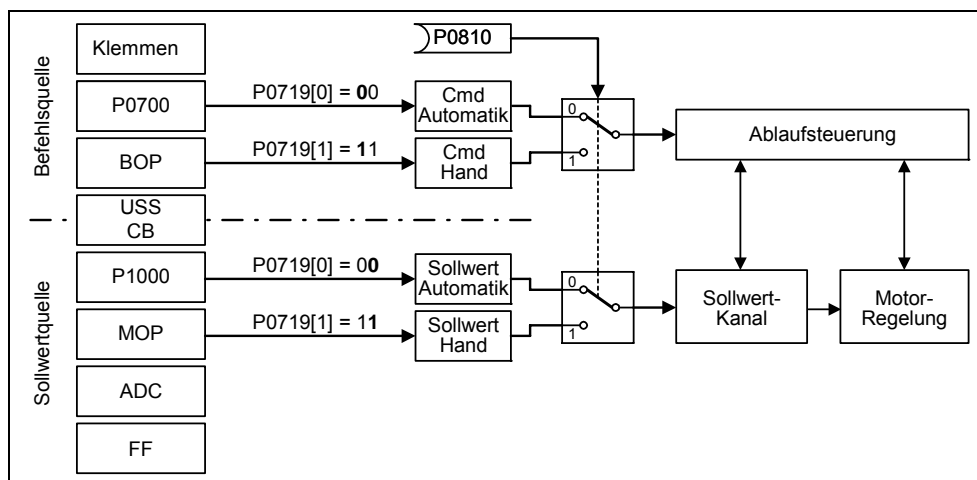 Befehlsquelle
Klemmen
P0700
BOP
USS
CB
P0719[0] = 00
P0719[1] = 11
Cmd
Automatik
Cmd
Hand
P0810
0
1
Ablaufsteuerung
Sollwertquelle
P1000
MOP
ADC
FF
P0719[0] = 00
P0719[1] = 11
Sollwert
Automatik
Sollwert
Hand
0
1
Sollwert-
Kanal
Motor-
Regelung